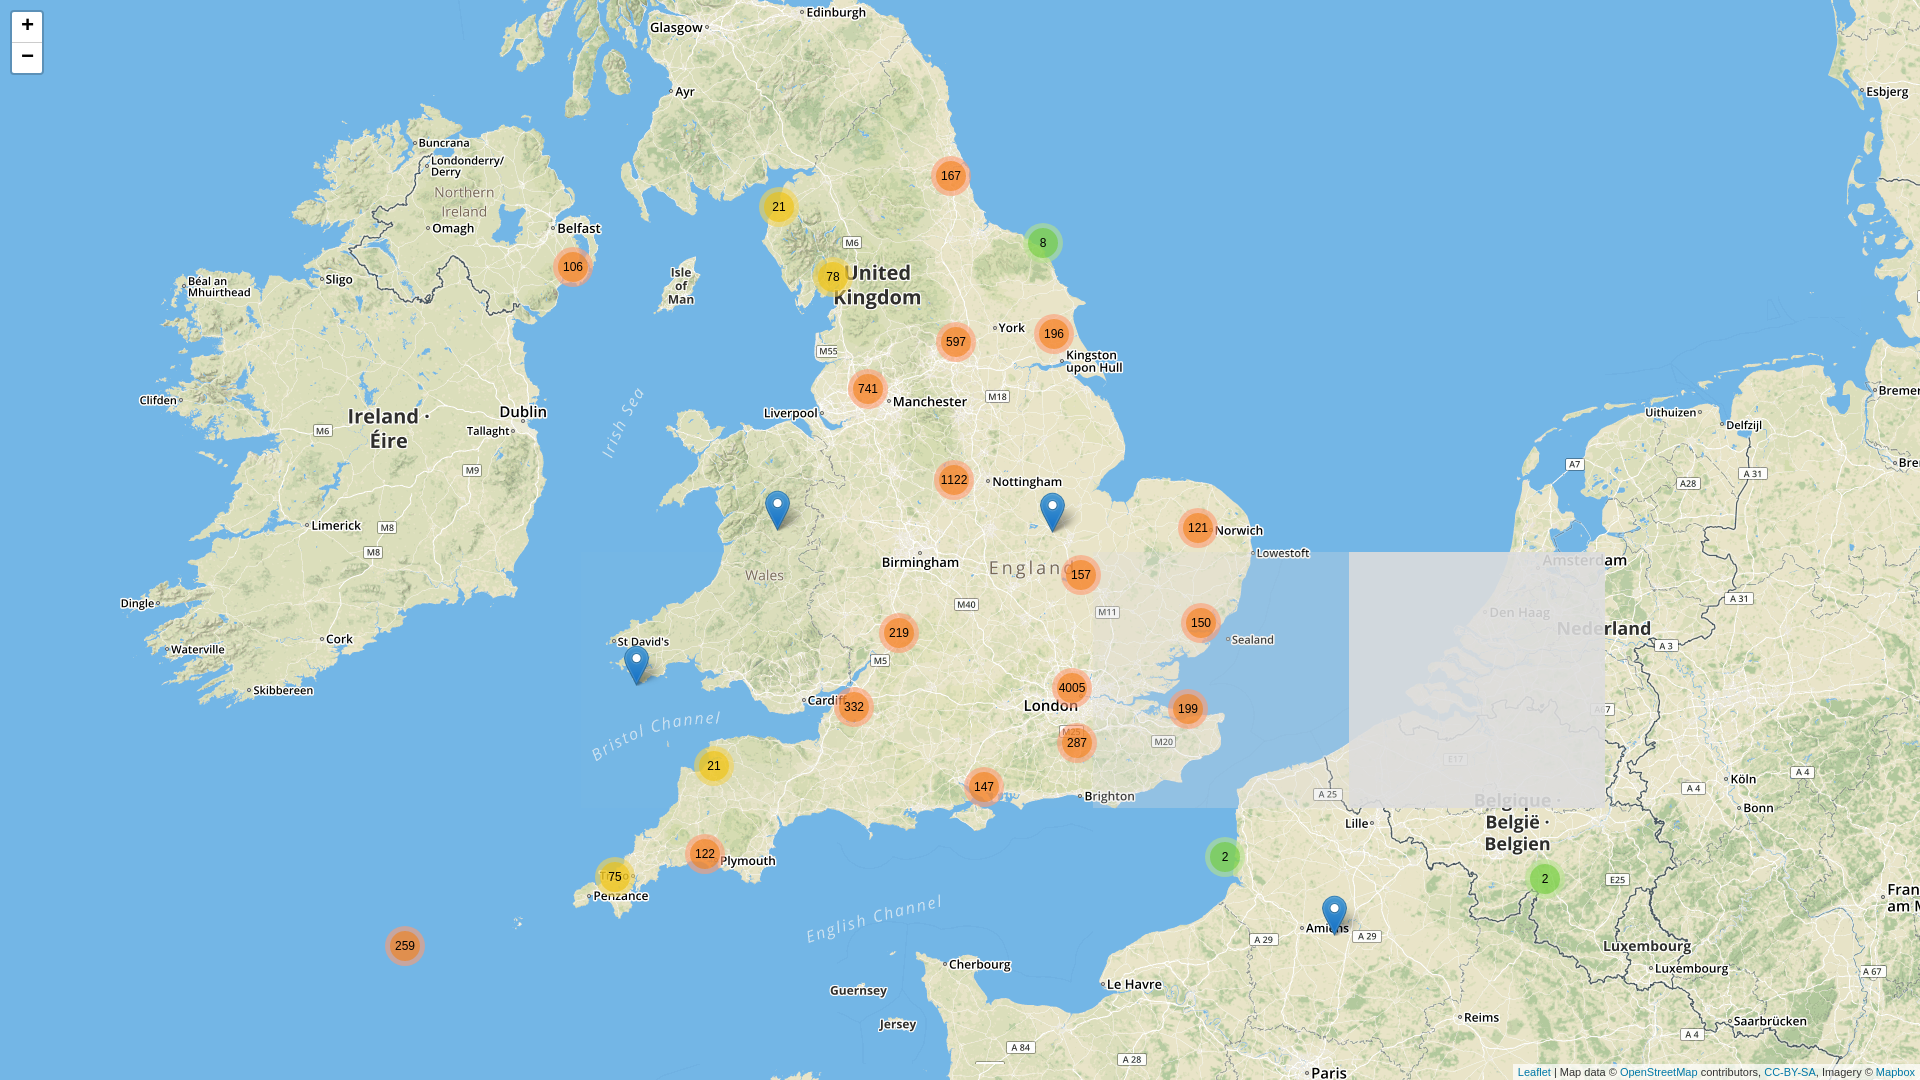 +
−
Edinburgh
Glasgow
Ayr
Esbjerg
Buncrana
Londonderry/
Derry
Northern
Ireland
Omagh
Belfast
167
21
8
M6
106
78
United
Kingdom
Isle
of
Man
Béal an
Mhuirthead
Sligo
York
196
597
M55
Kingston
upon Hull
741
Manchester
M18
Liverpool
Irish Sea
Clifden
Ireland ·
Éire
Dublin
Tallaght
M6
M9
Uithuizen
Delfzijl
A7
A 31
A28
1122
Nottingham
Limerick
M8
M8
121
Norwich
Lowestoft
Birmingham
England
157
Wales
Amsterdam
Dingle
M40
M11
Den Haag
A 31
Nederland
219
150
Sealand
Cork
Waterville
St David's
M5
A 3
Skibbereen
4005
London
Cardiff
332
199
Bristol Channel
M25
287
M20
E17
21
147
Brighton
A 25
Köln
A 4
A 4
Bonn
Belgique ·
België ·
Belgien
Lille
122
Plymouth
2
75
Penzance
2
E25
English Channel
Amiens
A 29
A 29
259
Luxembourg
Luxembourg
A 67
Cherbourg
Guernsey
Le Havre
Jersey
Reims
Saarbrücken
A 84
A 28
A 4
Paris
Leaflet | Map data © OpenStreetMap contributors, CC-BY-SA, Imagery © Mapbox